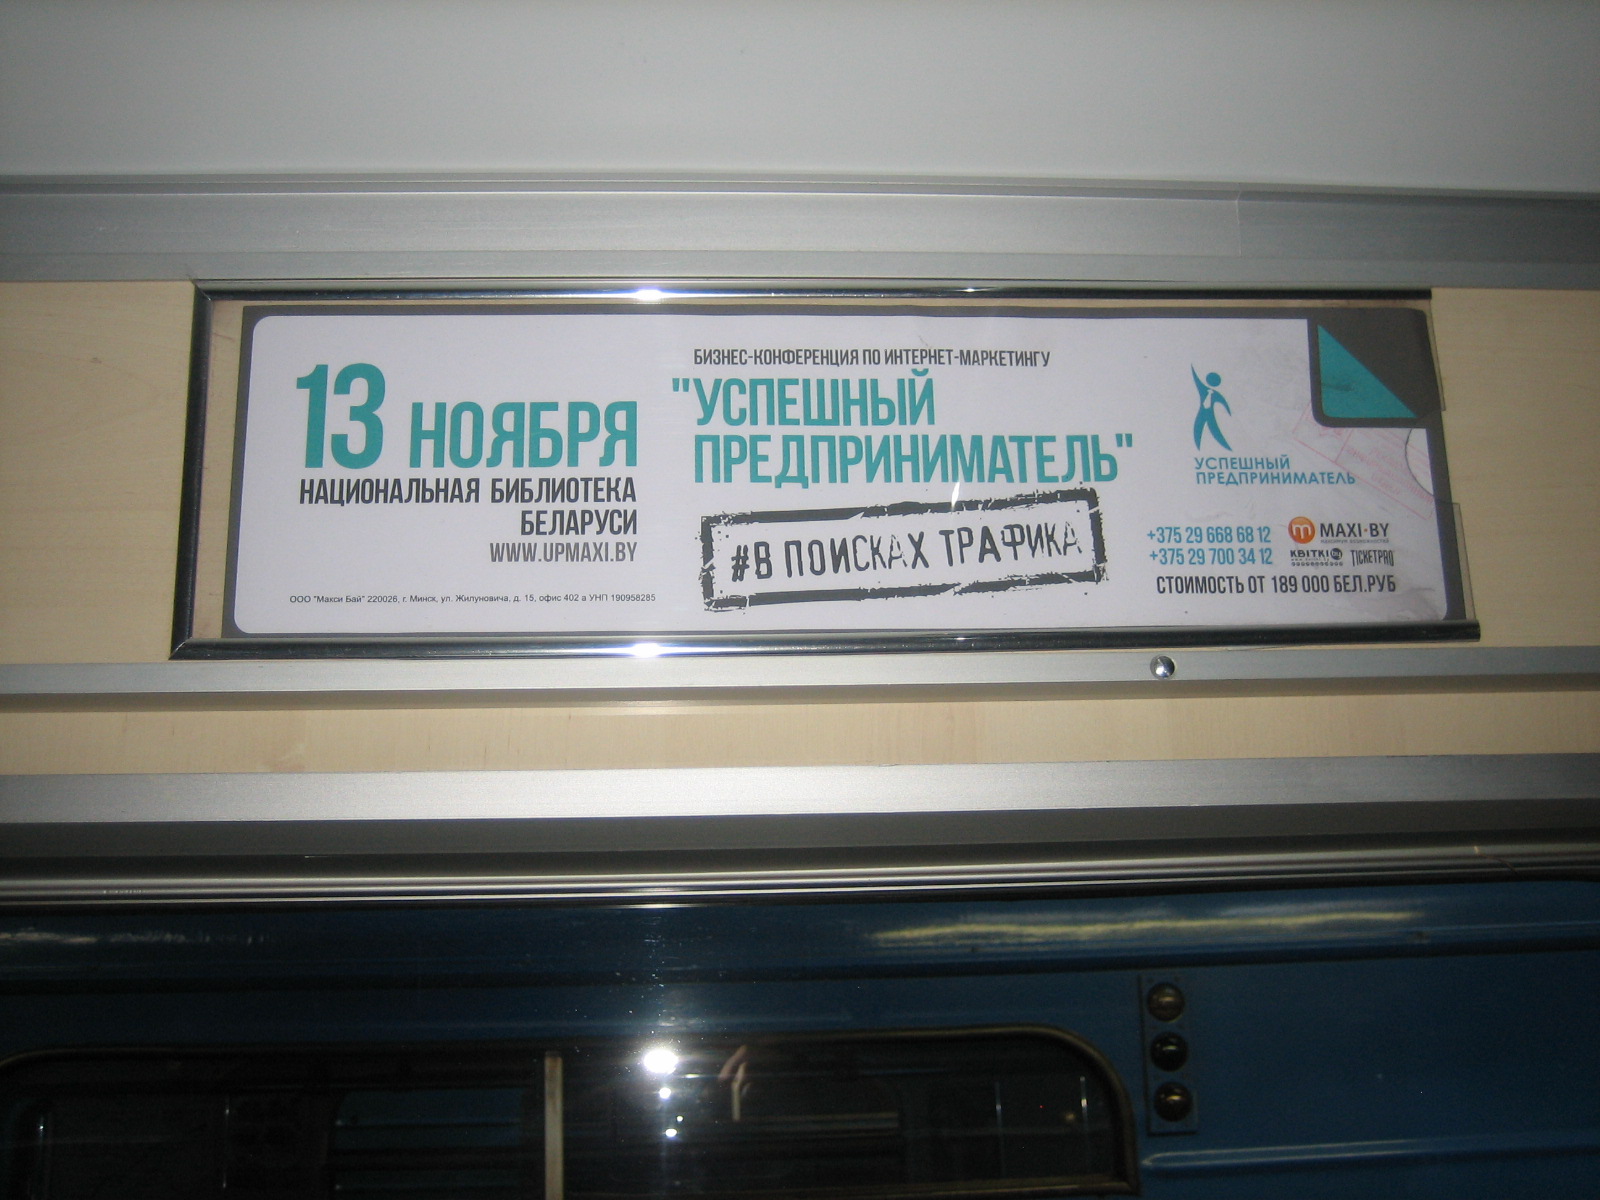 13 НОЯБРЯ
НАЦИОНАЛЬНАЯ БИБЛИОТЕКА
БЕЛАРУСИ
WWW.UPMAXI.BY
ООО "Макси Бай" 220026, г. Минск, ул. Жилуновича, д. 15, офис 402 а УНП 190958285
БИЗНЕС-КОНФЕРЕНЦИЯ ПО ИНТЕРНЕТ-МАРКЕТИНГУ
"УСПЕШНЫЙ
ПРЕДПРИНИМАТЕЛЬ"
#В ПОИСКАХ ТРАФИКА
УСПЕШНЫЙ
ПРЕДПРИНИМАТЕЛЬ
+375 29 668 68 12
+375 29 700 34 12
m MAXI·BY
КВІТКІ TICKETPRO
СТОИМОСТЬ ОТ 189 000 БЕЛ.РУБ